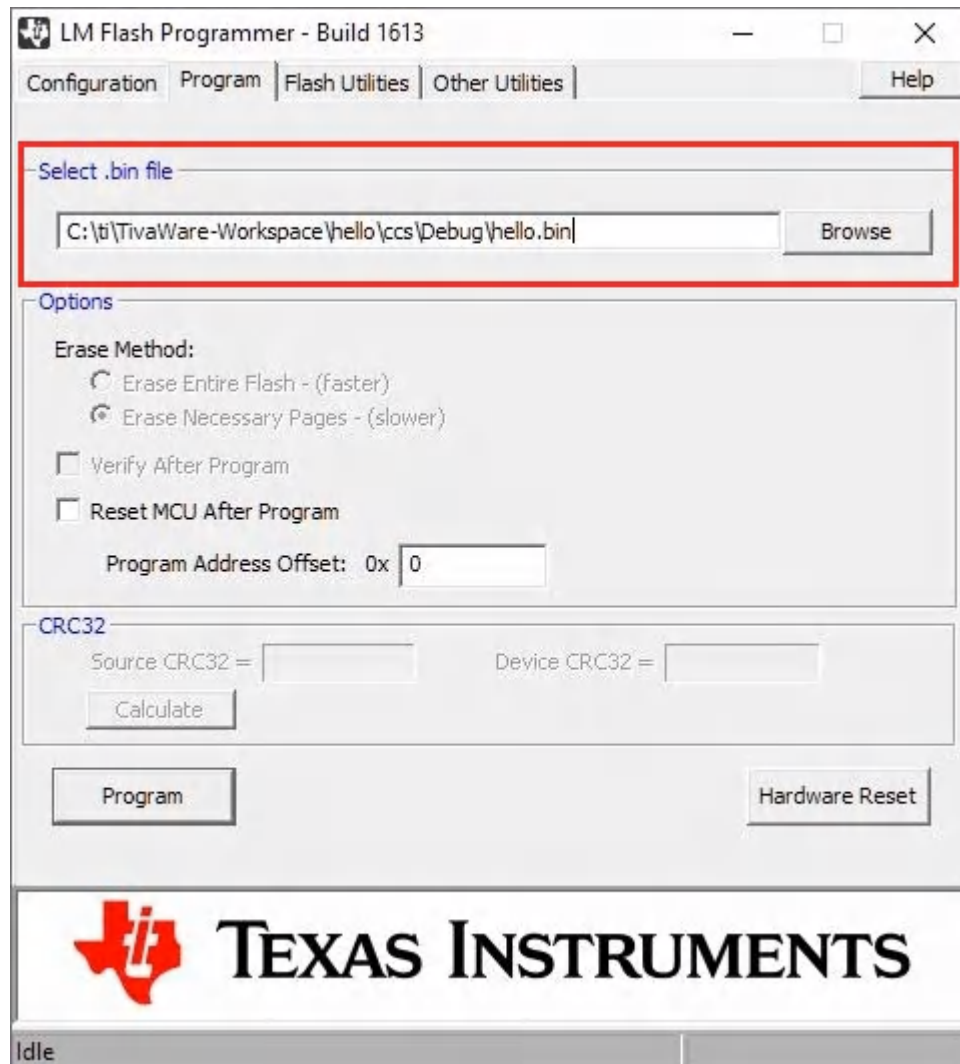 LM Flash Programmer - Build 1613
Configuration Program Flash Utilities Other Utilities Help
Select .bin file
C:\ti\TivaWare-Workspace\hello\ccs\Debug\hello.bin Browse
Options
Erase Method:
Erase Entire Flash - (faster)
Erase Necessary Pages - (slower)
Verify After Program
Reset MCU After Program
Program Address Offset: 0x 0
CRC32
Source CRC32 = Device CRC32 =
Calculate
Program Hardware Reset
TEXAS INSTRUMENTS
Idle